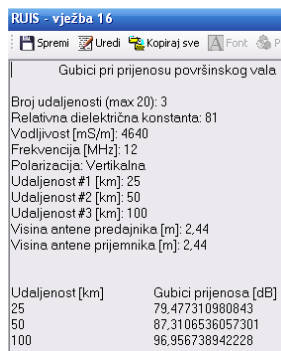 RUIS - vježba 16
Spremi Uredi Kopiraj sve Font
Gubici pri prijenosu površinskog vala
Broj udaljenosti (max 20): 3
Relativna dielektrična konstanta: 81
Vodljivost [mS/m]: 4640
Frekvencija [MHz]: 12
Polarizacija: Vertikalna
Udaljenost #1 [km]: 25
Udaljenost #2 [km]: 50
Udaljenost #3 [km]: 100
Visina antene predajnika [m]: 2,44
Visina antene prijemnika [m]: 2,44
Udaljenost [km] Gubici prijenosa [dB]
25 79,477310980843
50 87,3106536057301
100 96,956738942228